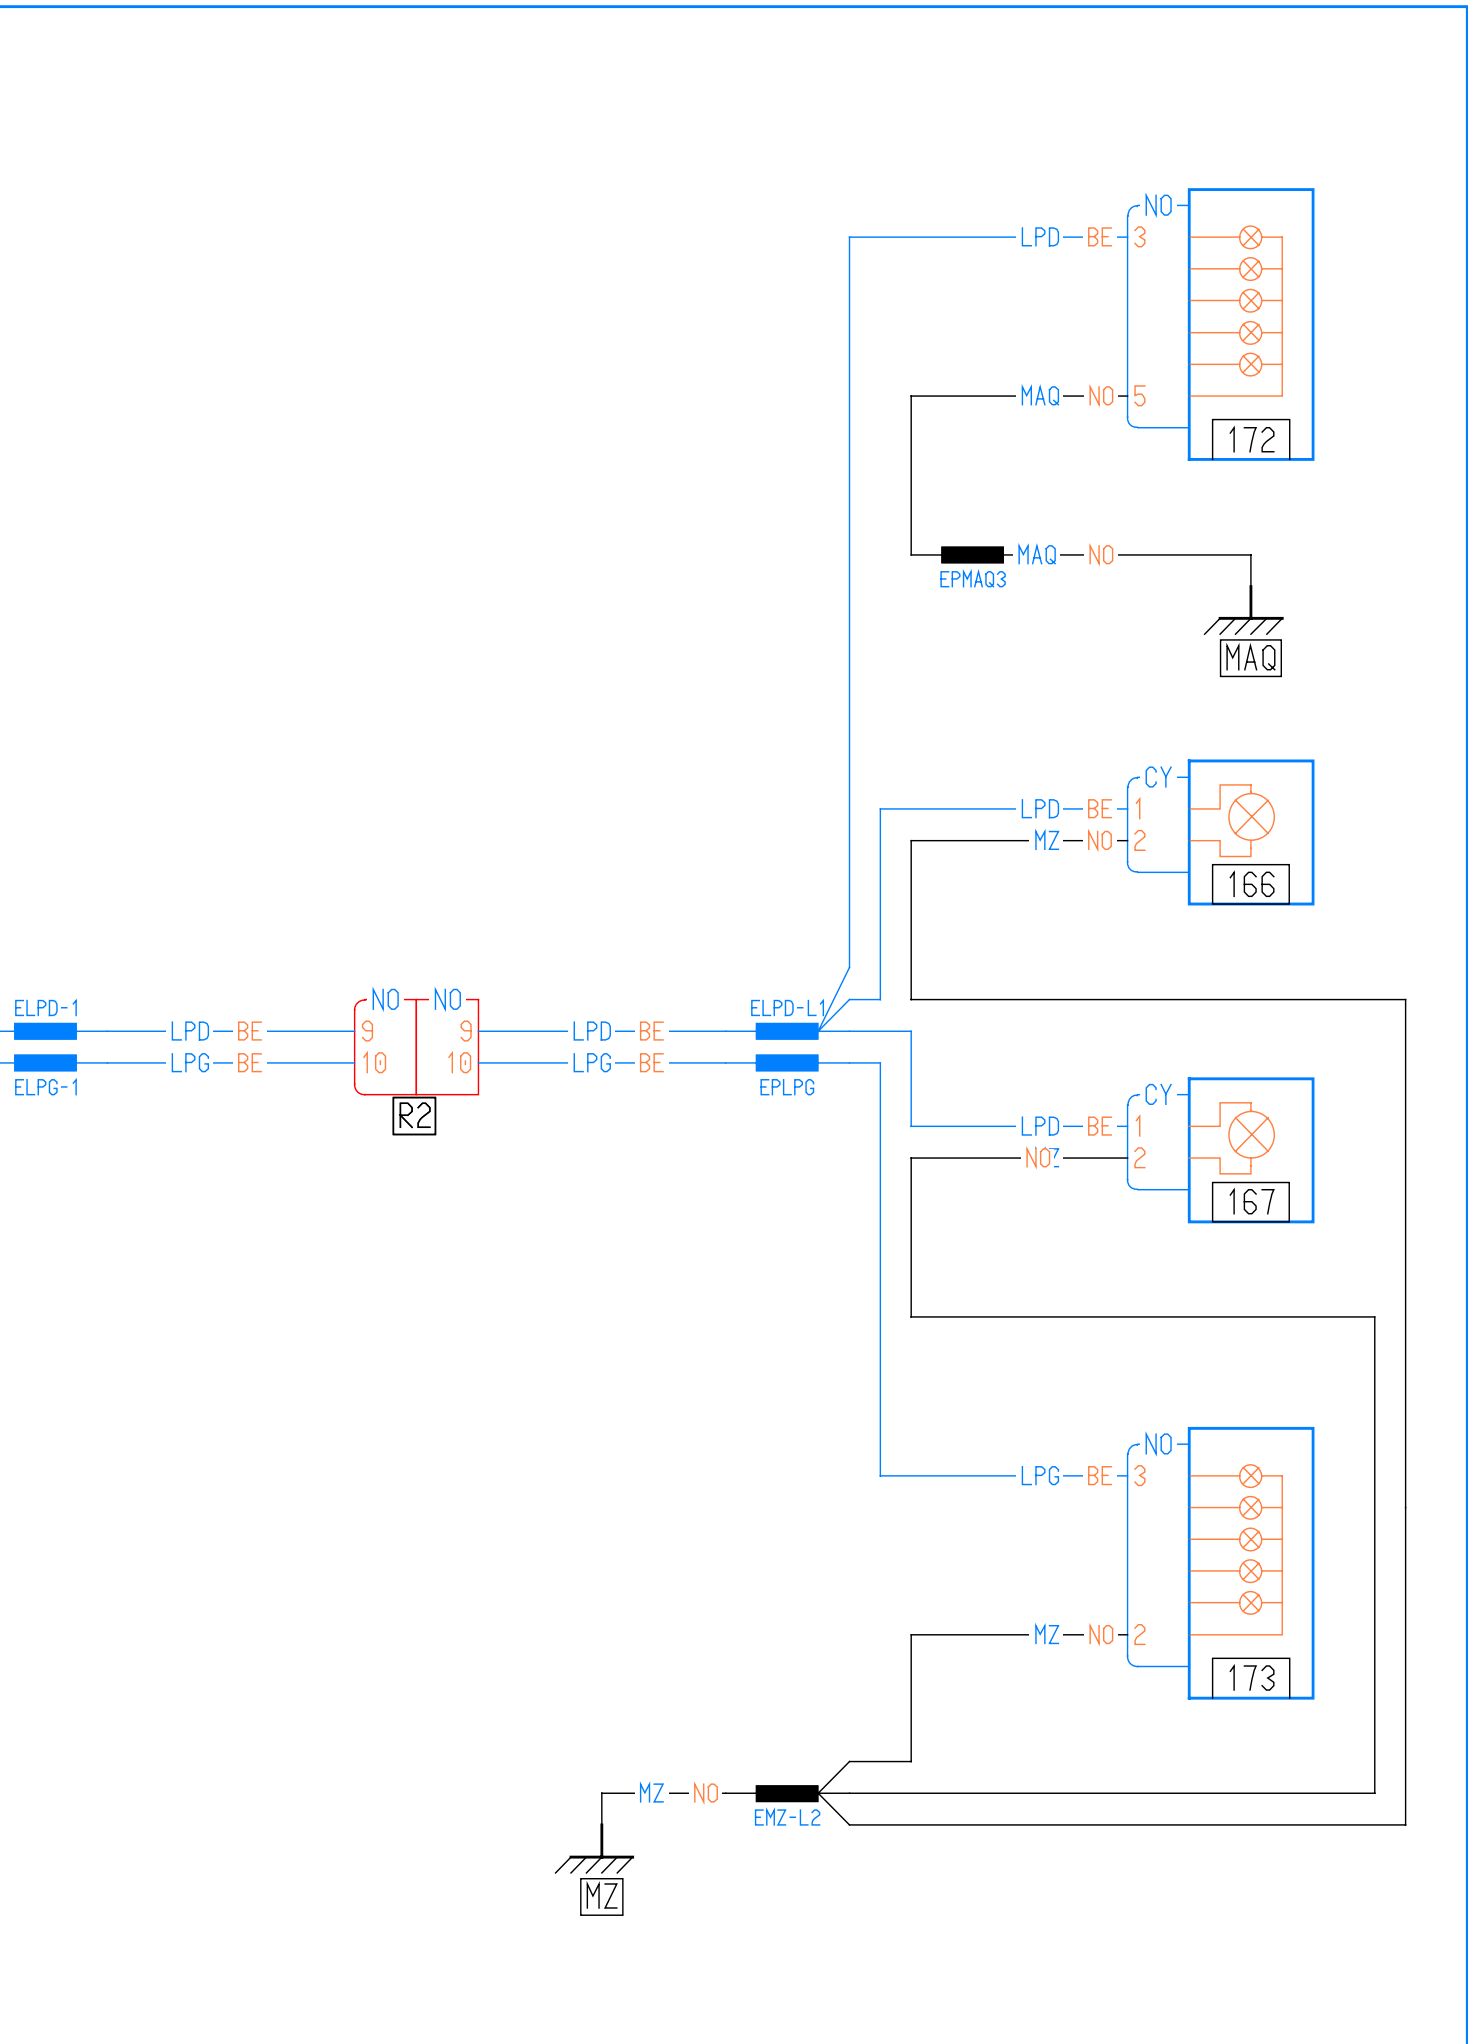 NO
LPD BE 3
MAQ NO 5
172
MAQ NO
EPMAQ3
MAQ
CY
LPD BE 1
MZ NO 2
166
ELPD-1 NO NO ELPD-L1
LPD BE 9 9 LPD BE
LPG BE 10 10 LPG BE
ELPG-1 EPLPG
R2
CY
LPD BE 1
NO 2
167
NO
LPG BE 3
MZ NO 2
173
MZ NO
EMZ-L2
MZ